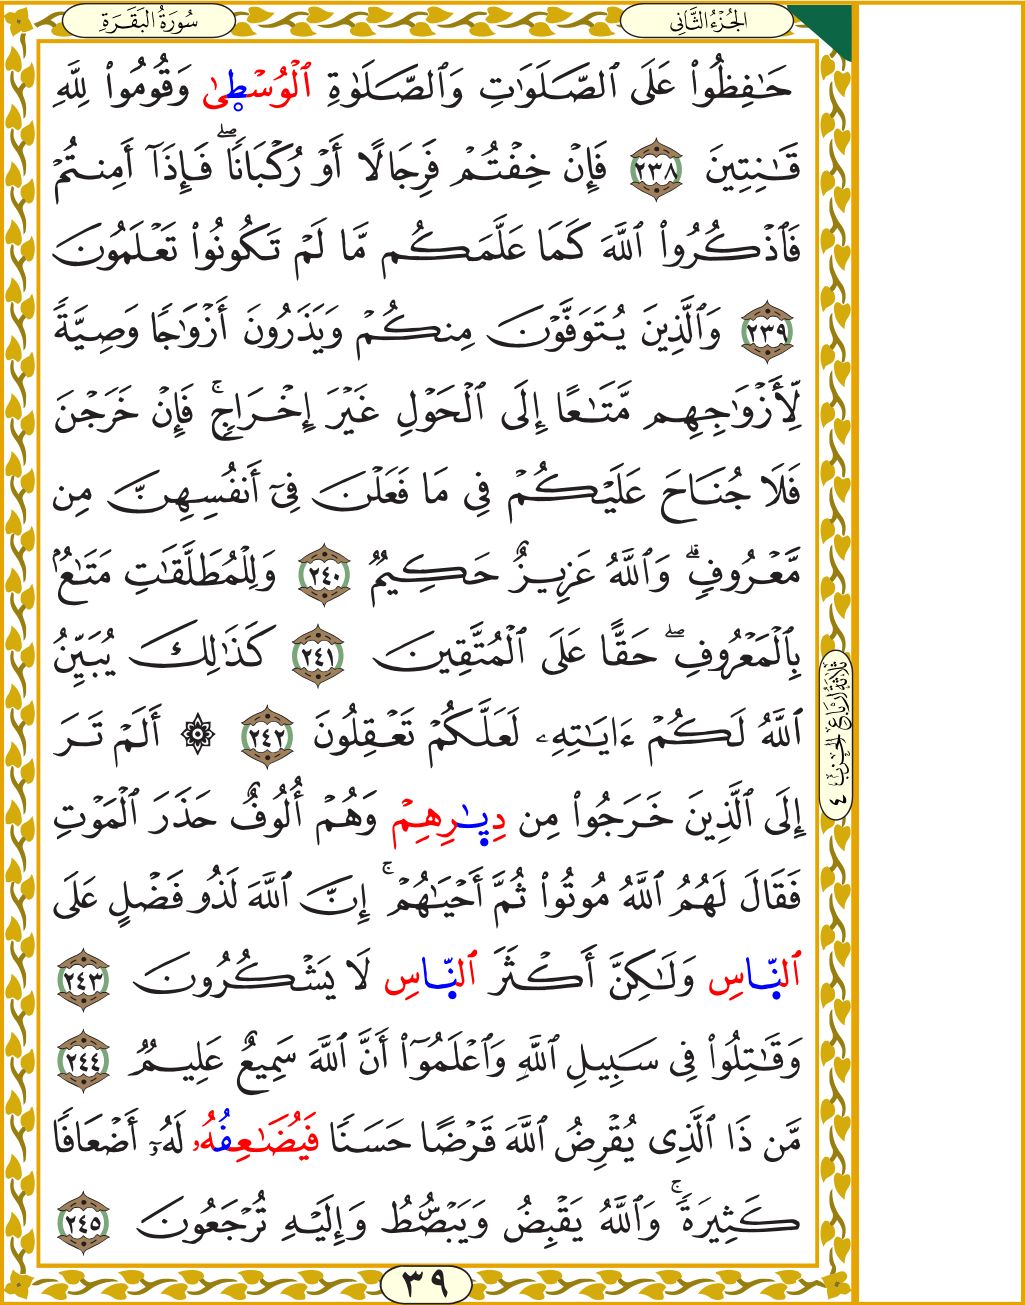 سُورَةُ البَقَرَةِ
الجُزْءُ الثَّانِي
حَـٰفِظُوا۟ عَلَى ٱلصَّلَوَٰتِ وَٱلصَّلَوٰةِ ٱلْوُسْطِىٰ وَقُومُوا۟ لِلَّهِ
قَـٰنِتِينَ ٢٣٨ فَإِنْ خِفْتُمْ فَرِجَالًا أَوْ رُكْبَانًا ۖ فَإِذَآ أَمِنتُمْ
فَٱذْكُرُوا۟ ٱللَّهَ كَمَا عَلَّمَكُم مَّا لَمْ تَكُونُوا۟ تَعْلَمُونَ
٢٣٩ وَٱلَّذِينَ يُتَوَفَّوْنَ مِنكُمْ وَيَذَرُونَ أَزْوَٰجًا وَصِيَّةً
لِّأَزْوَٰجِهِم مَّتَـٰعًا إِلَى ٱلْحَوْلِ غَيْرَ إِخْرَاجٍ ۚ فَإِنْ خَرَجْنَ
فَلَا جُنَاحَ عَلَيْكُمْ فِى مَا فَعَلْنَ فِىٓ أَنفُسِهِنَّ مِن
مَّعْرُوفٍ ۗ وَٱللَّهُ عَزِيزٌ حَكِيمٌ ٢٤٠ وَلِلْمُطَلَّقَـٰتِ مَتَـٰعٌۢ
بِٱلْمَعْرُوفِ ۖ حَقًّا عَلَى ٱلْمُتَّقِينَ ٢٤١ كَذَٰلِكَ يُبَيِّنُ
ٱللَّهُ لَكُمْ ءَايَـٰتِهِۦ لَعَلَّكُمْ تَعْقِلُونَ ٢٤٢ ۞ أَلَمْ تَرَ
إِلَى ٱلَّذِينَ خَرَجُوا۟ مِن دِيَـٰرِهِمْ وَهُمْ أُلُوفٌ حَذَرَ ٱلْمَوْتِ
فَقَالَ لَهُمُ ٱللَّهُ مُوتُوا۟ ثُمَّ أَحْيَـٰهُمْ ۚ إِنَّ ٱللَّهَ لَذُو فَضْلٍ عَلَى
ٱلنَّاسِ وَلَـٰكِنَّ أَكْثَرَ ٱلنَّاسِ لَا يَشْكُرُونَ ٢٤٣
وَقَـٰتِلُوا۟ فِى سَبِيلِ ٱللَّهِ وَٱعْلَمُوٓا۟ أَنَّ ٱللَّهَ سَمِيعٌ عَلِيمٌ ٢٤٤
مَّن ذَا ٱلَّذِى يُقْرِضُ ٱللَّهَ قَرْضًا حَسَنًا فَيُضَـٰعِفُهُۥ لَهُۥٓ أَضْعَافًا
كَثِيرَةً ۚ وَٱللَّهُ يَقْبِضُ وَيَبْصُۜطُ وَإِلَيْهِ تُرْجَعُونَ ٢٤٥
ثَلَاثَةُ أَرْبَاعِ الحِزْبِ ٤
٣٩